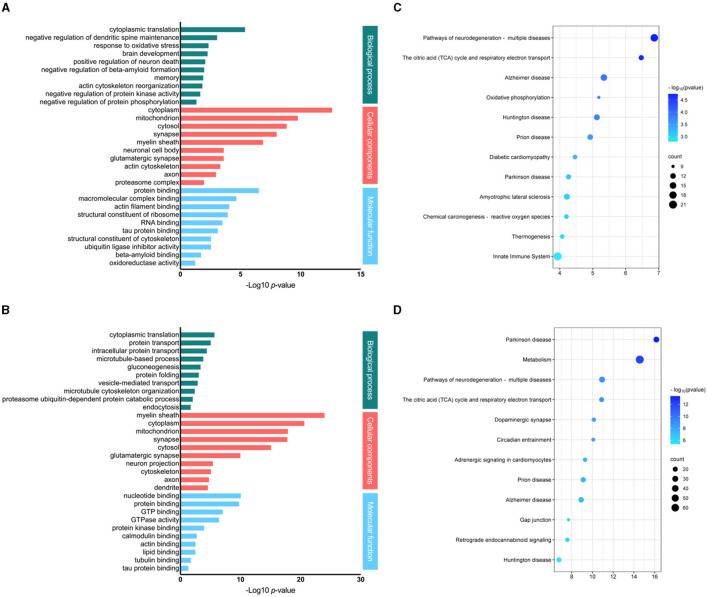 A
cytoplasmic translation
negative regulation of dendritic spine maintenance
response to oxidative stress
brain development
positive regulation of neuron death
negative regulation of beta-amyloid formation
memory
actin cytoskeleton reorganization
negative regulation of protein kinase activity
negative regulation of protein phosphorylation
cytoplasm
mitochondrion
cytosol
synapse
myelin sheath
neuronal cell body
glutamatergic synapse
actin cytoskeleton
axon
proteasome complex
protein binding
macromolecular complex binding
actin filament binding
structural constituent of ribosome
RNA binding
tau protein binding
structural constituent of cytoskeleton
ubiquitin ligase inhibitor activity
beta-amyloid binding
oxidoreductase activity
Biological process
Cellular components
Molecular function
0 5 10 15
-Log10 p-value
B
cytoplasmic translation
protein transport
intracellular protein transport
microtubule-based process
gluconeogenesis
protein folding
vesicle-mediated transport
microtubule cytoskeleton organization
proteasome ubiquitin-dependent protein catabolic process
endocytosis
myelin sheath
cytoplasm
mitochondrion
synapse
cytosol
glutamatergic synapse
neuron projection
cytoskeleton
axon
dendrite
nucleotide binding
protein binding
GTP binding
GTPase activity
protein kinase binding
calmodulin binding
actin binding
lipid binding
tubulin binding
tau protein binding
Biological process
Cellular components
Molecular function
0 10 20 30
-Log10 p-value
C
Pathways of neurodegeneration - multiple diseases
The citric acid (TCA) cycle and respiratory electron transport
Alzheimer disease
Oxidative phosphorylation
Huntington disease
Prion disease
Diabetic cardiomyopathy
Parkinson disease
Amyotrophic lateral sclerosis
Chemical carcinogenesis - reactive oxygen species
Thermogenesis
Innate Immune System
4 5 6 7
- log10(pvalue)
4.5
4.0
3.5
3.0
count
9
12
15
18
21
D
Parkinson disease
Metabolism
Pathways of neurodegeneration - multiple diseases
The citric acid (TCA) cycle and respiratory electron transport
Dopaminergic synapse
Circadian entrainment
Adrenergic signaling in cardiomyocytes
Prion disease
Alzheimer disease
Gap junction
Retrograde endocannabinoid signaling
Huntington disease
8 10 12 14 16
- log10(pvalue)
12
10
8
6
count
20
30
40
50
60